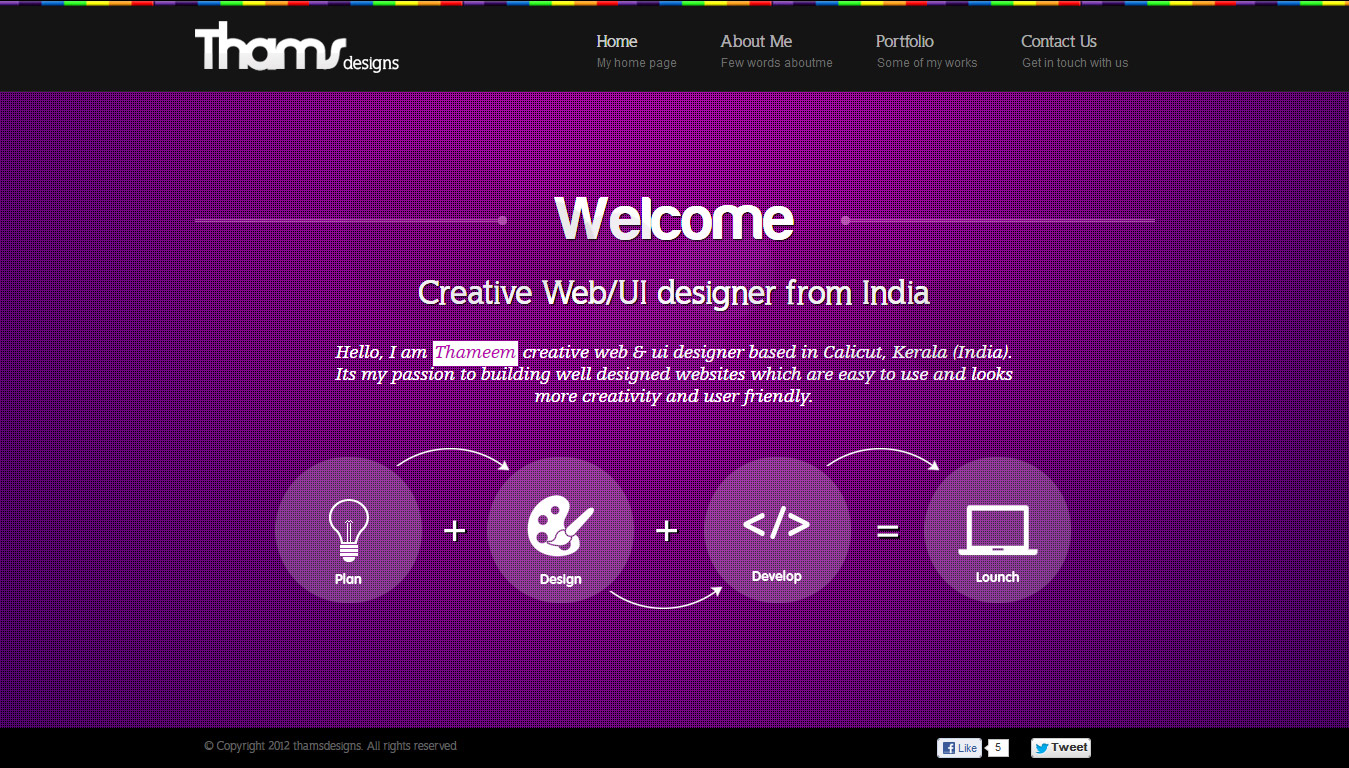 Thams designs
Home
My home page
About Me
Few words aboutme
Portfolio
Some of my works
Contact Us
Get in touch with us
Welcome
Creative Web/UI designer from India
Hello, I am Thameem creative web & ui designer based in Calicut, Kerala (India).
Its my passion to building well designed websites which are easy to use and looks
more creativity and user friendly.
Plan + Design + </> Develop = Lounch
© Copyright 2012 thamsdesigns. All rights reserved
Like 5 Tweet